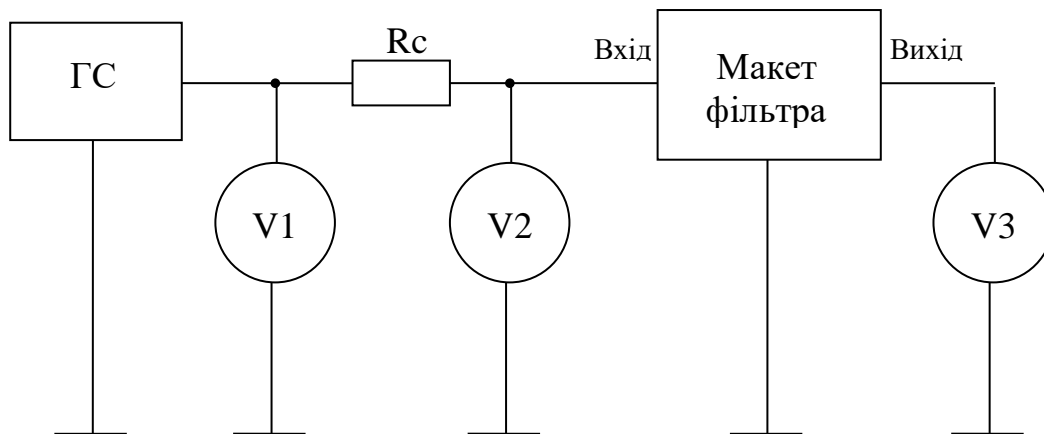 ГС
Rc
Вхід
Макет
фільтра
Вихід
V1
V2
V3